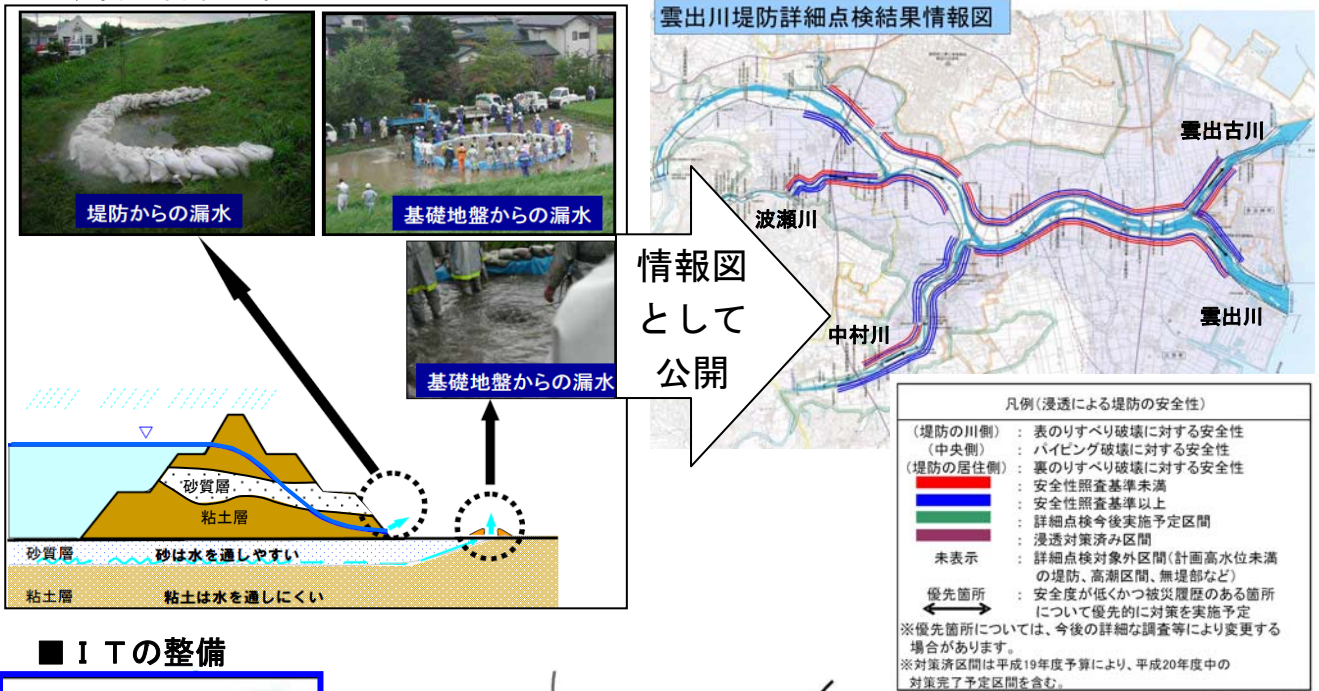 堤防からの漏水
基礎地盤からの漏水
基礎地盤からの漏水
砂質層
粘土層
砂質層
砂は水を通しやすい
粘土層
粘土は水を通しにくい
情報図
として
公開
雲出川堤防詳細点検結果情報図
雲出古川
波瀬川
雲出川
中村川
凡例(浸透による堤防の安全性)
(堤防の川側) : 表のりすべり破壊に対する安全性
(中央側) : パイピング破壊に対する安全性
(堤防の居住側) : 裏のりすべり破壊に対する安全性
: 安全性照査基準未満
: 安全性照査基準以上
: 詳細点検今後実施予定区間
: 浸透対策済み区間
未表示 : 詳細点検対象外区間(計画高水位未満
の堤防、高潮区間、無堤部など)
優先箇所 : 安全度が低くかつ被災履歴のある箇所
について優先的に対策を実施予定
※優先箇所については、今後の詳細な調査等により変更する
場合があります。
※対策済区間は平成19年度予算により、平成20年度中の
対策完了予定区間を含む。
■ITの整備